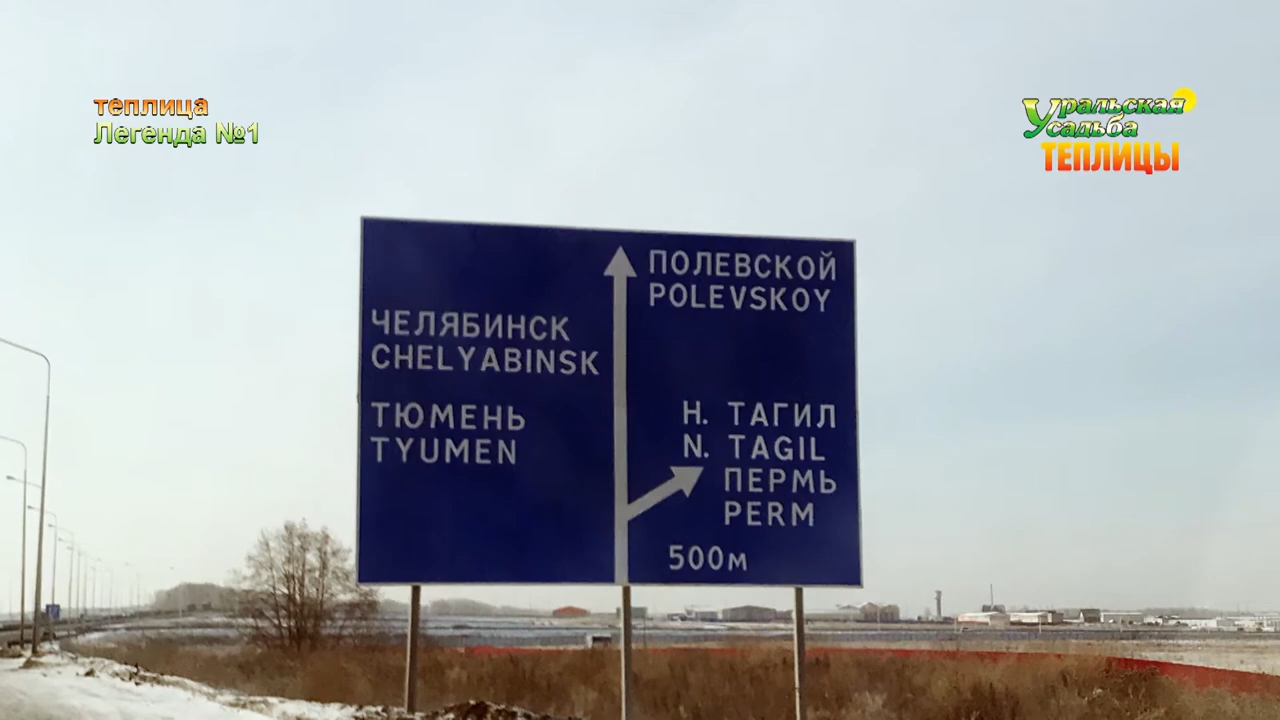 теплица
Легенда №1
Уральская
Усадьба
ТЕПЛИЦЫ
ПОЛЕВСКОЙ
POLEVSKOY
ЧЕЛЯБИНСК
CHELYABINSK
ТЮМЕНЬ
TYUMEN
Н. ТАГИЛ
N. TAGIL
ПЕРМЬ
PERM
500м